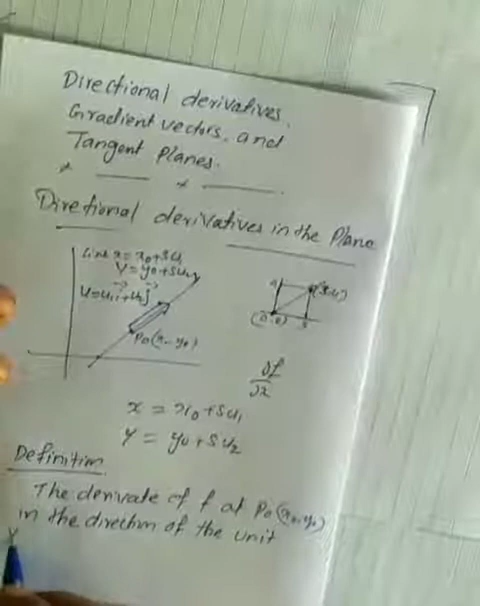 Directional derivatives,
Gradient vectors, and
Tangent Planes.
Diretional derivatives in the Plane
Line x = x₀ + su₁
y = y₀ + su₂
u = u₁i⃗ + u₂j⃗
P₀(x₀, y₀)
∂f/∂x
x = x₀ + su₁
y = y₀ + su₂
Definition
The derivate of f at P₀(x₀, y₀)
in the direction of the unit